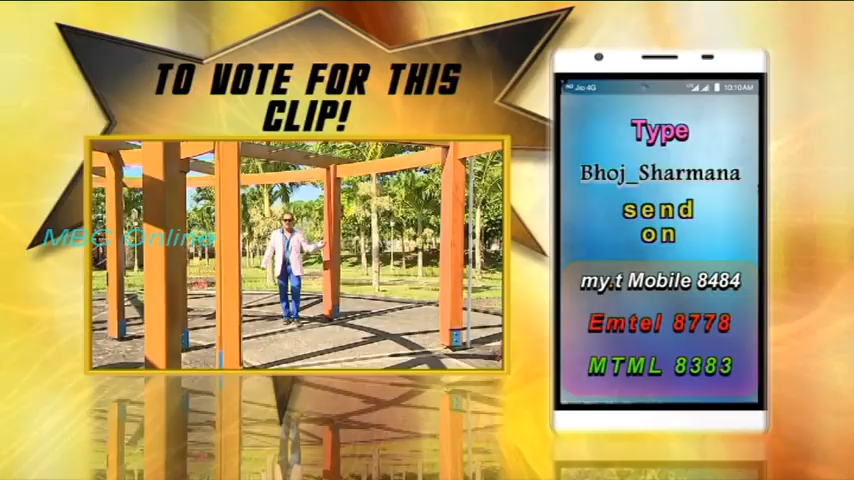 TO VOTE FOR THIS
CLIP!
MBC Online
Jio 4G
10:10AM
Type
Bhoj_Sharmana
send
on
my.t Mobile 8484
Emtel 8778
MTML 8383